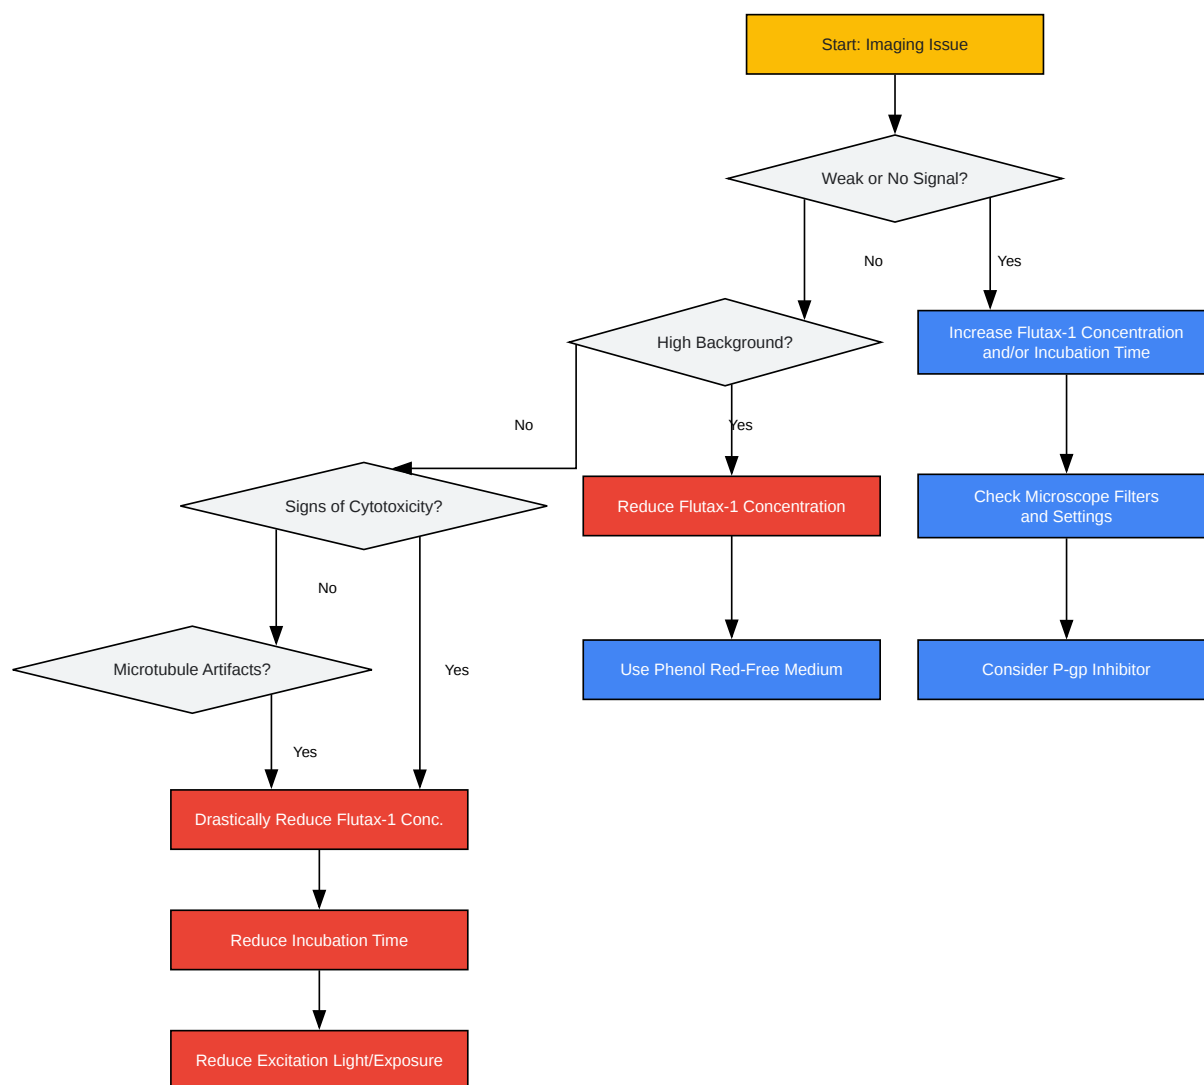 Start: Imaging Issue
Weak or No Signal?
No
Yes
High Background?
Increase Flutax-1 Concentration
and/or Incubation Time
No
Yes
Signs of Cytotoxicity?
Reduce Flutax-1 Concentration
Check Microscope Filters
and Settings
No
Microtubule Artifacts?
Yes
Use Phenol Red-Free Medium
Consider P-gp Inhibitor
Yes
Drastically Reduce Flutax-1 Conc.
Reduce Incubation Time
Reduce Excitation Light/Exposure